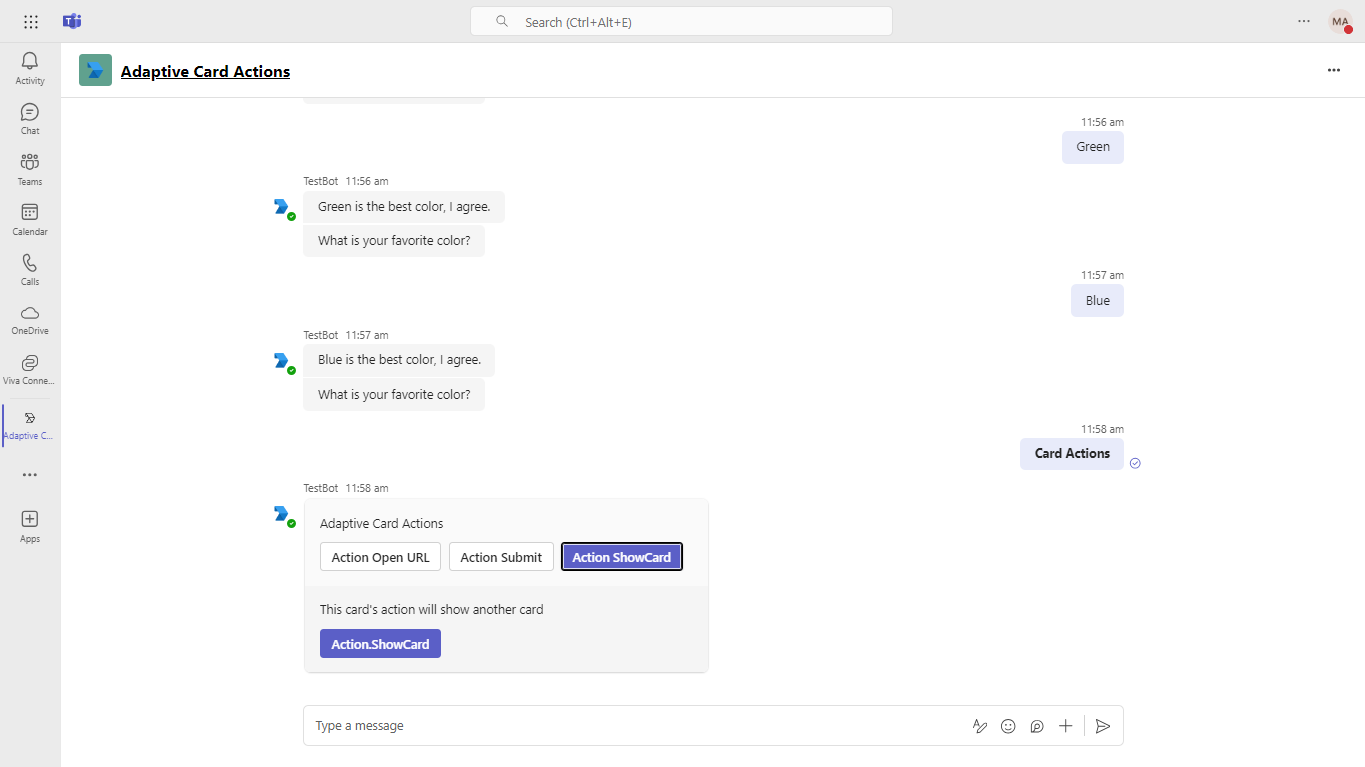 Search (Ctrl+Alt+E)
MA
Activity
Chat
Teams
Calendar
Calls
OneDrive
Viva Conne...
Adaptive C...
Apps
Adaptive Card Actions
11:56 am
Green
TestBot 11:56 am
Green is the best color, I agree.
What is your favorite color?
11:57 am
Blue
TestBot 11:57 am
Blue is the best color, I agree.
What is your favorite color?
11:58 am
Card Actions
TestBot 11:58 am
Adaptive Card Actions
Action Open URL Action Submit Action ShowCard
This card's action will show another card
Action.ShowCard
Type a message